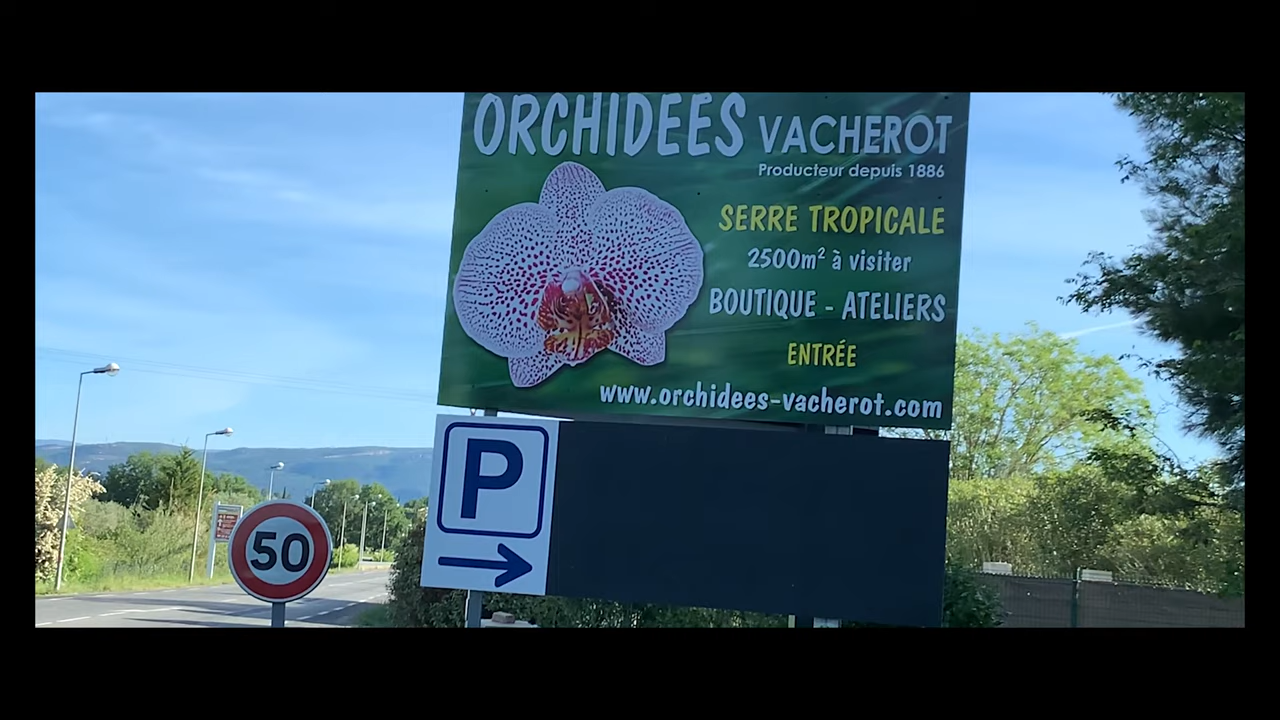 ORCHIDEES VACHEROT
Producteur depuis 1886
SERRE TROPICALE
2500m² à visiter
BOUTIQUE - ATELIERS
ENTRÉE
www.orchidees-vacherot.com
P
50